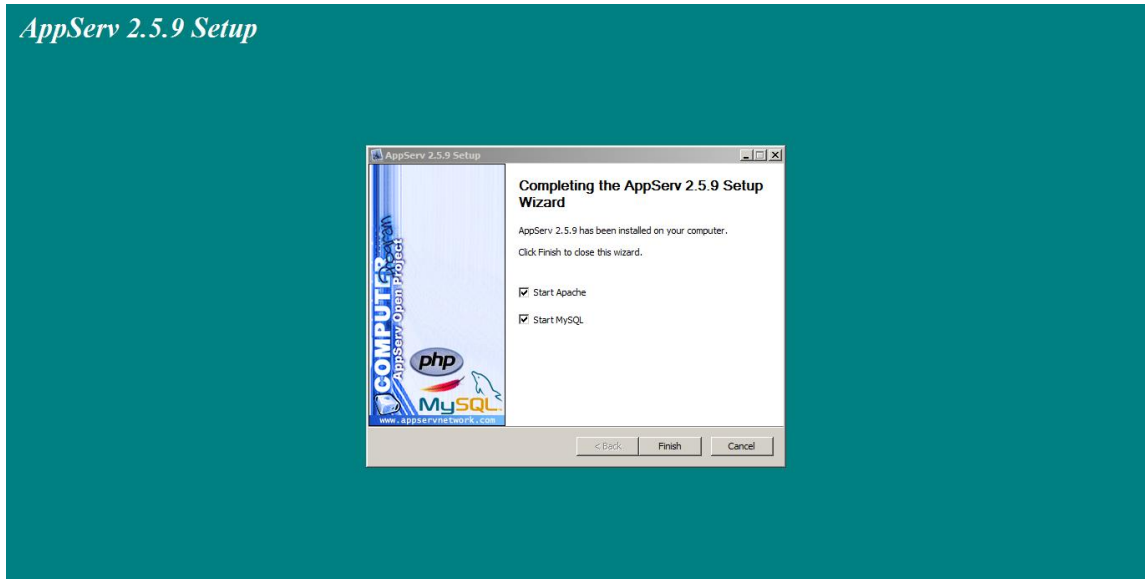 AppServ 2.5.9 Setup
AppServ 2.5.9 Setup
Completing the AppServ 2.5.9 Setup
Wizard
AppServ 2.5.9 has been installed on your computer.
Click Finish to close this wizard.
Start Apache
Start MySQL
COMPUTER
Program
AppServ Open Project
php
MySQL
www.appservnetwork.com
< Back
Finish
Cancel